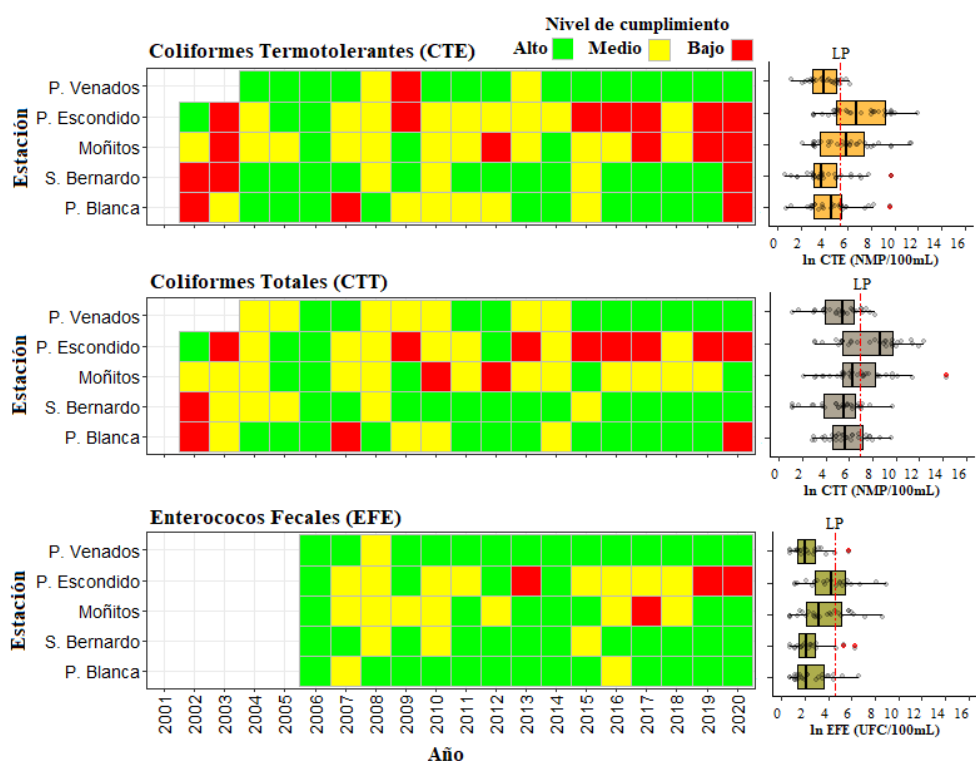 Nivel de cumplimiento
Alto Medio Bajo
Coliformes Termotolerantes (CTE)
LP
Estación
P. Venados
P. Escondido
Moñitos
S. Bernardo
P. Blanca
0 2 4 6 8 10 12 14 16
ln CTE (NMP/100mL)
Coliformes Totales (CTT)
LP
Estación
P. Venados
P. Escondido
Moñitos
S. Bernardo
P. Blanca
0 2 4 6 8 10 12 14 16
ln CTT (NMP/100mL)
Enterococos Fecales (EFE)
LP
Estación
P. Venados
P. Escondido
Moñitos
S. Bernardo
P. Blanca
0 2 4 6 8 10 12 14 16
ln EFE (UFC/100mL)
2001 2002 2003 2004 2005 2006 2007 2008 2009 2010 2011 2012 2013 2014 2015 2016 2017 2018 2019 2020
Año